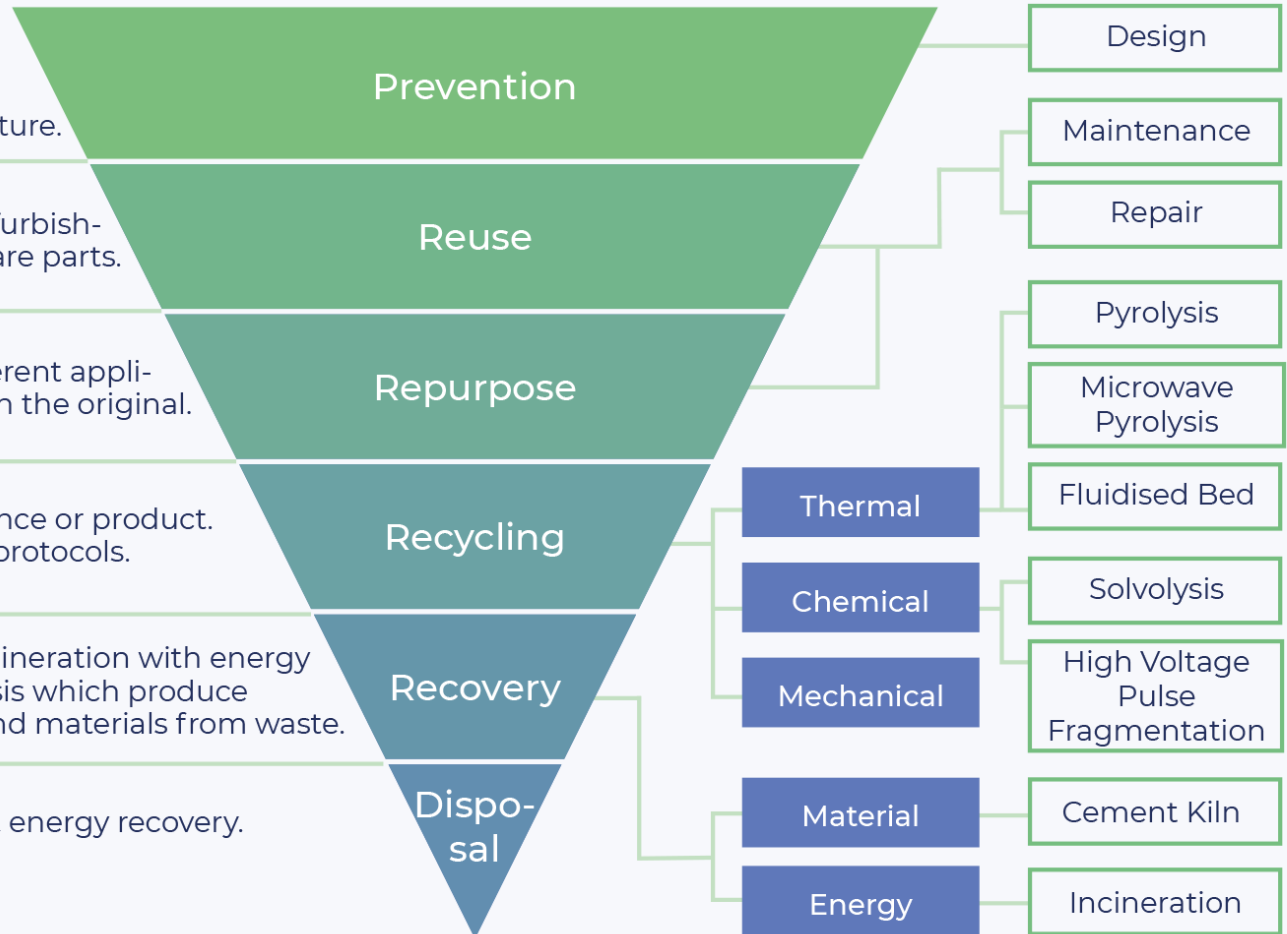 Prevention
Design
ture.
Maintenance
Repair
furbish-
are parts.
Reuse
Pyrolysis
Microwave
Pyrolysis
Fluidised Bed
erent appli-
n the original.
Repurpose
Thermal
nce or product.
protocols.
Recycling
Chemical
Solvolysis
High Voltage
Pulse
Fragmentation
Mechanical
ineration with energy
sis which produce
nd materials from waste.
Recovery
Dispo-
sal
energy recovery.
Material
Cement Kiln
Energy
Incineration